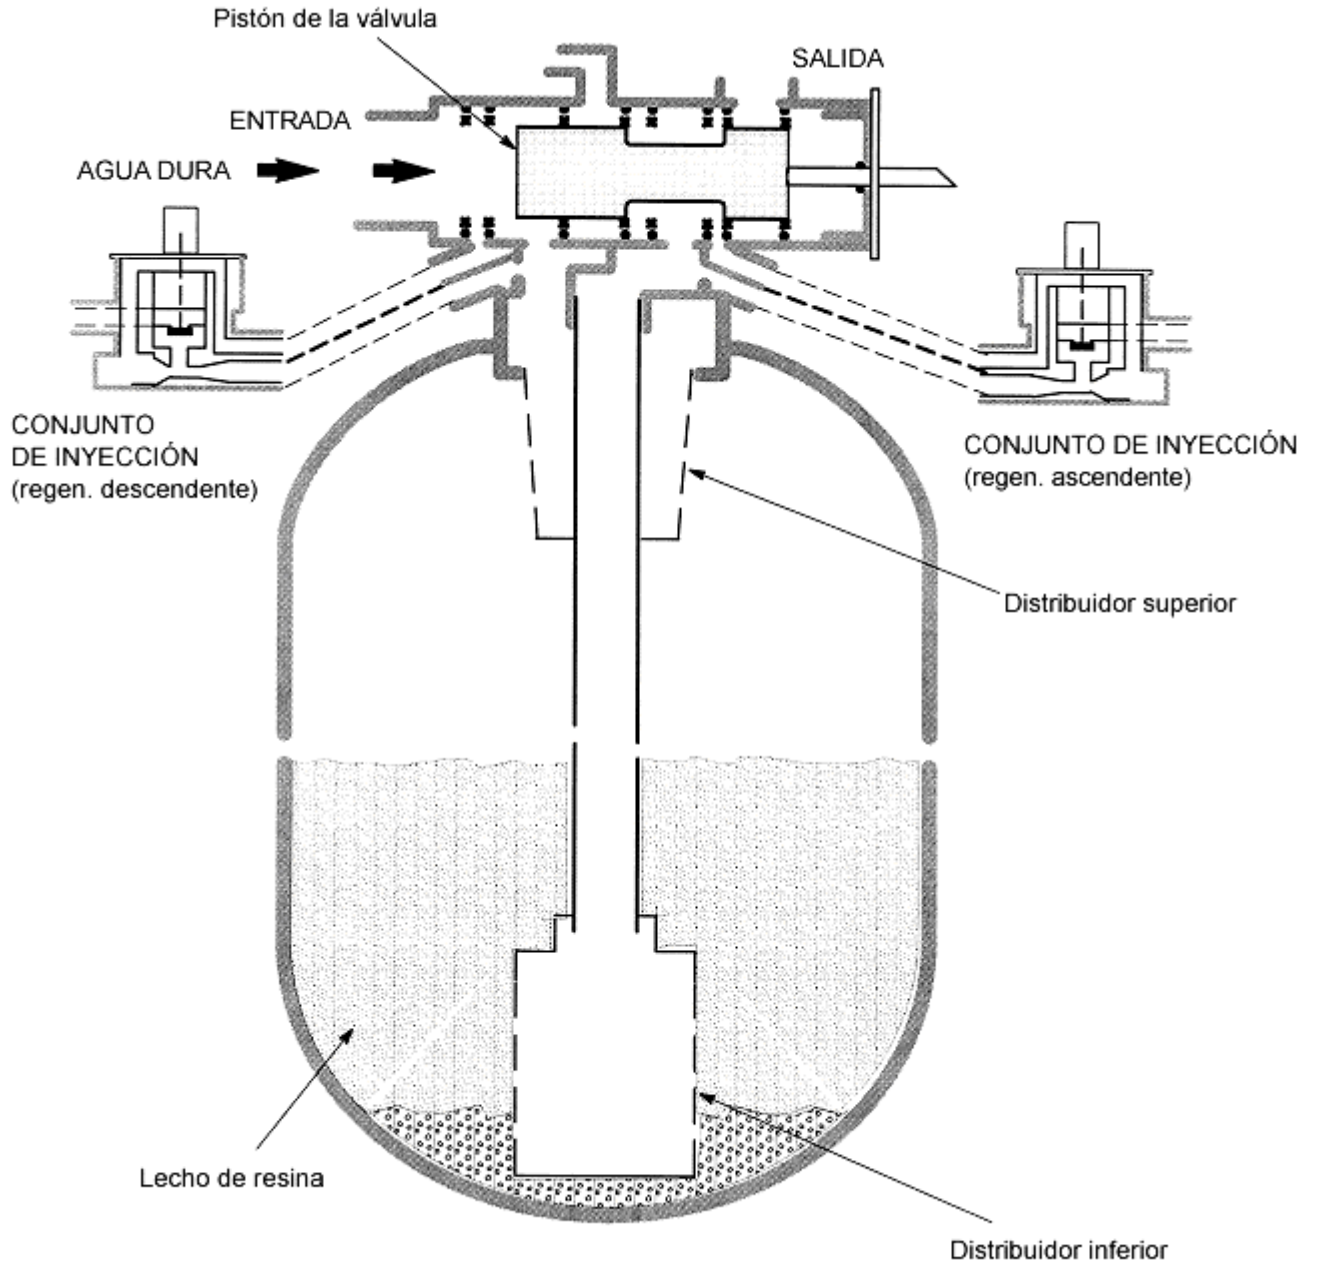 Pistón de la válvula
SALIDA
ENTRADA
AGUA DURA
CONJUNTO
DE INYECCIÓN
(regen. descendente)
CONJUNTO DE INYECCIÓN
(regen. ascendente)
Distribuidor superior
Lecho de resina
Distribuidor inferior